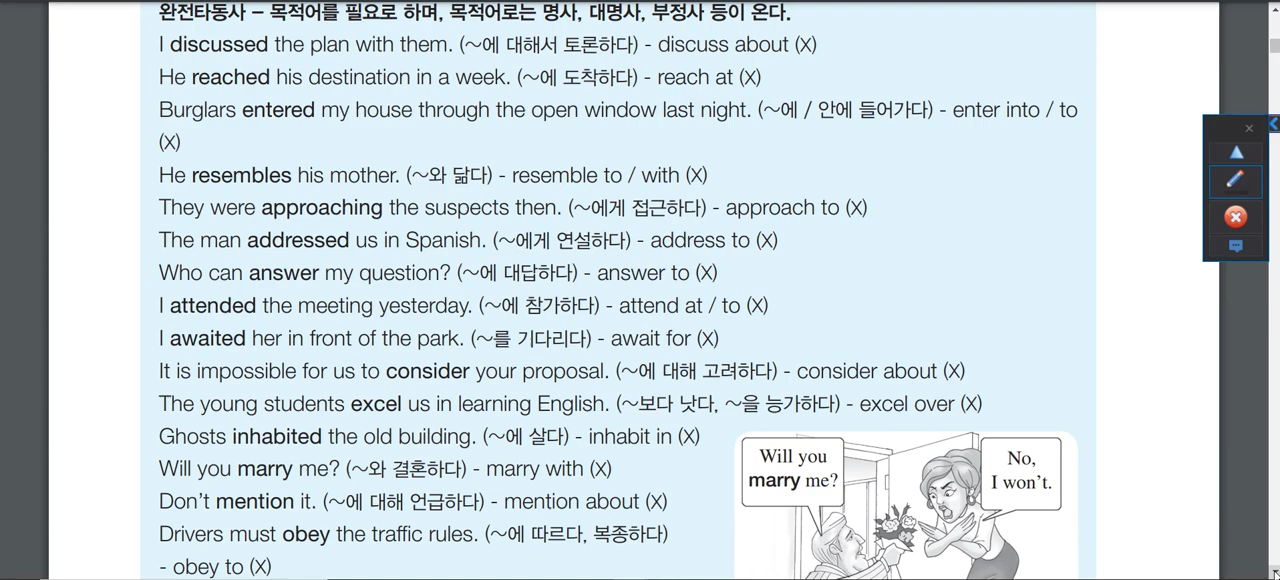 완전타동사 – 목적어를 필요로 하며, 목적어로는 명사, 대명사, 부정사 등이 온다.
I discussed the plan with them. (~에 대해서 토론하다) - discuss about (X)
He reached his destination in a week. (~에 도착하다) - reach at (X)
Burglars entered my house through the open window last night. (~에 / 안에 들어가다) - enter into / to
(X)
He resembles his mother. (~와 닮다) - resemble to / with (X)
They were approaching the suspects then. (~에게 접근하다) - approach to (X)
The man addressed us in Spanish. (~에게 연설하다) - address to (X)
Who can answer my question? (~에 대답하다) - answer to (X)
I attended the meeting yesterday. (~에 참가하다) - attend at / to (X)
I awaited her in front of the park. (~를 기다리다) - await for (X)
It is impossible for us to consider your proposal. (~에 대해 고려하다) - consider about (X)
The young students excel us in learning English. (~보다 낫다, ~을 능가하다) - excel over (X)
Ghosts inhabited the old building. (~에 살다) - inhabit in (X)
Will you marry me? (~와 결혼하다) - marry with (X)
Don't mention it. (~에 대해 언급하다) - mention about (X)
Drivers must obey the traffic rules. (~에 따르다, 복종하다)
- obey to (X)
Will you
marry me?
No,
I won't.